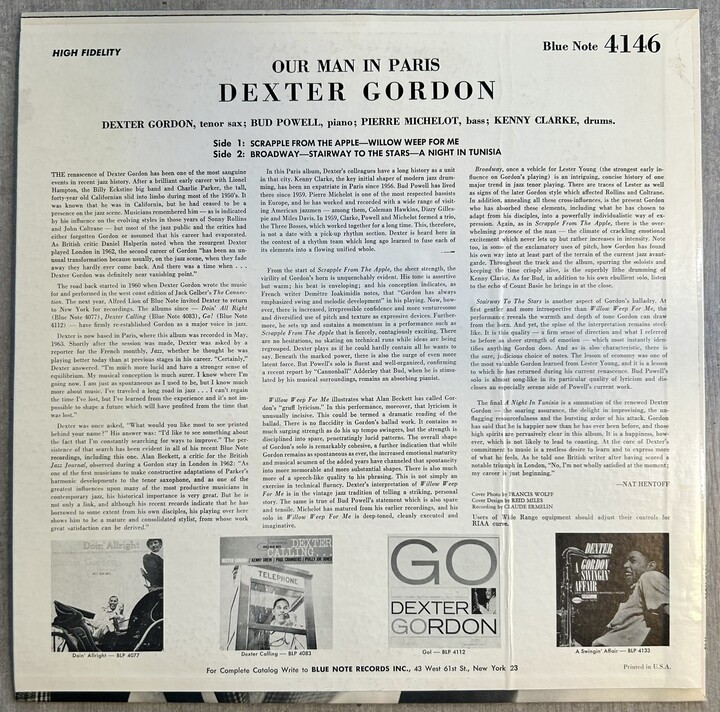 HIGH FIDELITY
Blue Note 4146
OUR MAN IN PARIS
DEXTER GORDON
DEXTER GORDON, tenor sax; BUD POWELL, piano; PIERRE MICHELOT, bass; KENNY CLARKE, drums.
Side 1: SCRAPPLE FROM THE APPLE—WILLOW WEEP FOR ME
Side 2: BROADWAY—STAIRWAY TO THE STARS—A NIGHT IN TUNISIA
THE renascence of Dexter Gordon has been one of the most sanguine
events in recent jazz history. After a brilliant early career with Lionel
Hampton, the Billy Eckstine big band and Charlie Parker, the tall,
forty-year old Californian slid into limbo during most of the 1950's. It
was known that he was in California, but he had ceased to be a
presence on the jazz scene. Musicians remembered him — as is indicated
by his influence on the evolving styles in those years of Sonny Rollins
and John Coltrane — but most of the jazz public and the critics had
either forgotten Gordon or assumed that his career had evaporated.
As British critic Daniel Halperin noted when the resurgent Dexter
played London in 1962, the second career of Gordon "has been an un-
usual transformation because usually, on the jazz scene, when they fade
away they hardly ever come back. And there was a time when . . .
Dexter Gordon was definitely near vanishing point."
The road back started in 1960 when Dexter Gordon wrote the music
for and performed in the west coast edition of Jack Gelber's The Connec-
tion. The next year, Alfred Lion of Blue Note invited Dexter to return
to New York for recordings. The albums since — Doin' All Right
(Blue Note 4077), Dexter Calling (Blue Note 4083), Go! (Blue Note
4112) — have firmly re-established Gordon as a major voice in jazz.
Dexter is now based in Paris, where this album was recorded in May,
1963. Shortly after the session was made, Dexter was asked by a
reporter for the French monthly, Jazz, whether he thought he was
playing better today than at previous stages in his career. "Certainly,"
Dexter answered. "I'm much more lucid and have a stronger sense of
equilibrium. My musical conception is much surer. I know where I'm
going now. I am just as spontaneous as I used to be, but I know much
more about music. I've traveled a long road in jazz . . . I can't regain
the time I've lost, but I've learned from the experience and it's not im-
possible to shape a future which will have profited from the time that
was lost."
Dexter was once asked, "What would you like most to see printed
behind your name?" His answer was: "I'd like to see something about
the fact that I'm constantly searching for ways to improve." The per-
sistence of that search has been evident in all of his recent Blue Note
recordings, including this one. Alan Beckett, a critic for the British
Jazz Journal, observed during a Gordon stay in London in 1962: "As
one of the first musicians to make constructive adaptations of Parker's
harmonic developments to the tenor saxophone, and as one of the
greatest influences upon many of the most productive musicians in
contemporary jazz, his historical importance is very great. But he is
not only a link, and although his recent records indicate that he has
borrowed to some extent from his own disciples, his playing over here
shows him to be a mature and consolidated stylist, from whose work
great satisfaction can be derived."
In this Paris album, Dexter's colleagues have a long history as a unit
in that city. Kenny Clarke, the key initial shaper of modern jazz drum-
ming, has been an expatriate in Paris since 1956. Bud Powell has lived
there since 1959. Pierre Michelot is one of the most respected bassists
in Europe, and he has worked and recorded with a wide range of visit-
ing American jazzmen — among them, Coleman Hawkins, Dizzy Gilles-
pie and Miles Davis. In 1959, Clarke, Powell and Michelot formed a trio,
the Three Bosses, which worked together for a long time. This, therefore,
is not a date with a pick-up rhythm section. Dexter is heard here in
the context of a rhythm team which long ago learned to fuse each of
its elements into a flowing unified whole.
From the start of Scrapple From The Apple, the sheer strength, the
virility of Gordon's horn is unquenchably evident. His tone is assertive
but warm; his beat is enveloping; and his conception indicates, as
French writer Demètre Ioakimidis notes, that "Gordon has always
emphasized swing and melodic development" in his playing. Now, how-
ever, there is increased, irrepressible confidence and more resourceful
and diversified use of pitch and texture as expressive devices. Further-
more, he sets up and sustains a momentum in a performance such as
Scrapple From The Apple that is fiercely, contagiously exciting. There
are no hesitations, no skating on technical runs while ideas are being
regrouped. Dexter plays as if he could hardly contain all he wants to
say. Beneath the marked power, there is also the surge of even more
latent force. But Powell's solo is fluent and well-organized, confirming
a recent report by "Cannonball" Adderley that Bud, when he is stimu-
lated by his musical surroundings, remains an absorbing pianist.
Willow Weep For Me illustrates what Alan Beckett has called Gor-
don's "gruff lyricism." In this performance, moreover, that lyricism is
unusually incisive. This could be termed a dramatic reading of the
ballad. There is no flaccidity in Gordon's ballad work. It contains as
much surging strength as do his up tempo swingers, but the strength is
disciplined into spare, penetratingly lucid patterns. The overall shape
of Gordon's solo is remarkably cohesive, a further indication that while
Gordon remains as spontaneous as ever, the increased emotional maturity
and musical acumen of the added years have channeled that spontaneity
into more memorable and more substantial shapes. There is also much
more of a speech-like quality to his phrasing. This is not simply an
exercise in technical fluency. Dexter's interpretation of Willow Weep
For Me is in the vintage jazz tradition of telling a striking, personal
story. The same is true of Bud Powell's statement which is also spare
and tensile. Michelot has matured from his earlier recordings, and his
solo in Willow Weep For Me is deep-toned, cleanly executed and
imaginative.
Broadway, once a vehicle for Lester Young (the strongest early in-
fluence on Gordon's playing) is an intriguing, concise history of one
major trend in jazz tenor playing. There are traces of Lester as well
as signs of the later Gordon style which affected Rollins and Coltrane.
In addition, annealing all these cross-influences, is the present Gordon
who has absorbed these elements, including what he has chosen to
adapt from his disciples, into a powerfully individualistic way of ex-
pression. Again, as in Scrapple From The Apple, there is the over-
whelming presence of the man — the climate of crackling emotional
excitement which never lets up but rather increases in intensity. Note
too, in some of the explanatory uses of pitch, how Gordon has found
his own way into at least part of the terrain of the current jazz avant-
garde. Throughout the track and the album, spurring the soloists and
keeping the time crisply alive, is the superbly lithe drumming of
Kenny Clarke. As for Bud, in addition to his own ebullient solo, listen
to the echo of Count Basie he brings in at the close.
Stairway To The Stars is another aspect of Gordon's balladry. At
first gentler and more introspective than Willow Weep For Me, the
performance reveals the warmth and depth of tone Gordon can draw
from the horn. And yet, the spine of the interpretation remains steel-
like. It is this quality — a firm sense of direction and what I referred
to before as sheer strength of emotion — which most instantly iden-
tifies anything Gordon does. And as is also characteristic, there is
the sure, judicious choice of notes. The lesson of economy was one of
the most valuable Gordon learned from Lester Young, and it is a lesson
to which he has returned during his current renascence. Bud Powell's
solo is almost song-like in its particular quality of lyricism and dis-
closes an especially serene side of Powell's current work.
The final A Night In Tunisia is a summation of the renewed Dexter
Gordon — the soaring assurance, the delight in improvising, the un-
flagging resourcefulness and the bursting ardor of his attack. Gordon
has said that he is happier now than he has ever been before, and those
high spirits are pervasively clear in this album. It is a happiness, how-
ever, which is not likely to lead to coasting. At the core of Dexter's
commitment to music is a restless desire to learn and to express more
of what he feels. As he told one British writer after having scored a
notable triumph in London, "No, I'm not wholly satisfied at the moment;
my career is just beginning."
—NAT HENTOFF
Cover Photo by FRANCIS WOLFF
Cover Design by REID MILES
Recording by CLAUDE ERMELIN
Users of Wide Range equipment should adjust their controls for
RIAA curve.
Doin' Allright
DEXTER
CALLING...
TELEPHONE
GO
DEXTER
GORDON
DEXTER
GORDON
A
SWINGIN'
AFFAIR
Doin' Allright — BLP 4077
Dexter Calling — BLP 4083
Go! — BLP 4112
A Swingin' Affair — BLP 4133
For Complete Catalog Write to BLUE NOTE RECORDS INC., 43 West 61st St., New York 23
Printed in U.S.A.